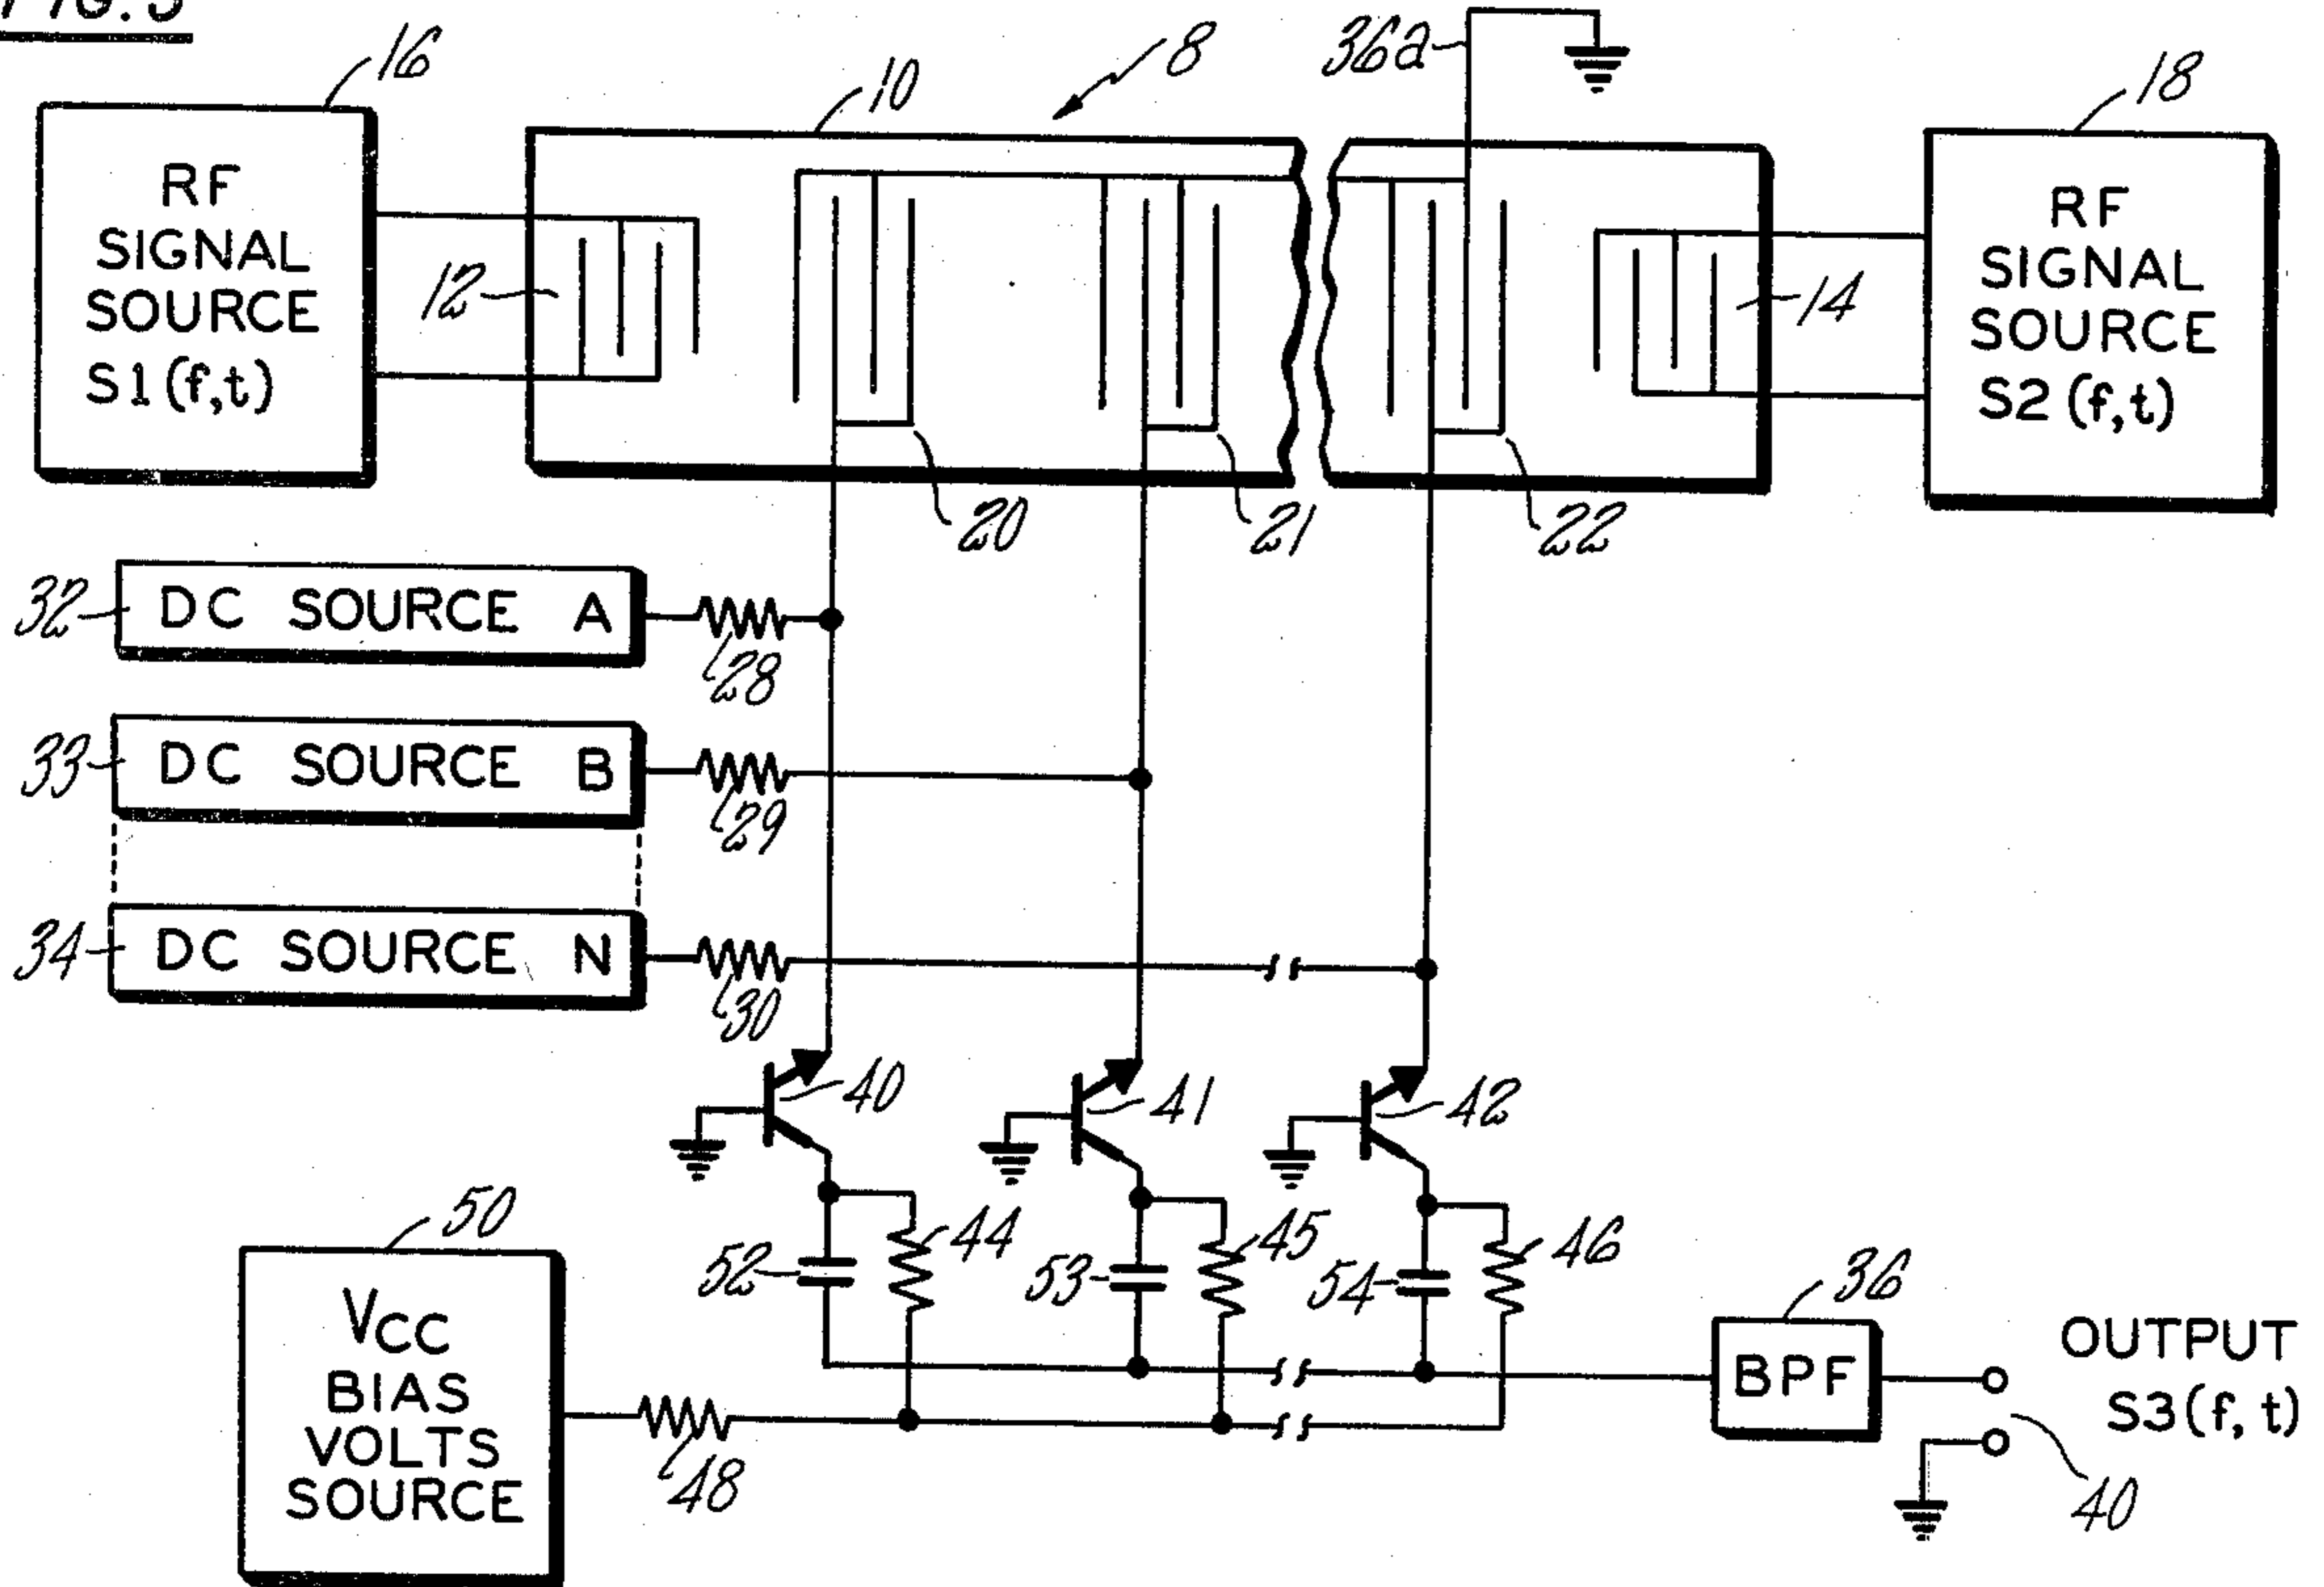 FIG. 3
16
10
8
36a
18
RF
SIGNAL
SOURCE
S1 (f,t)
12
14
RF
SIGNAL
SOURCE
S2 (f,t)
20
21
22
32
DC SOURCE A
28
33
DC SOURCE B
29
34
DC SOURCE N
30
40
41
42
50
VCC
BIAS
VOLTS
SOURCE
52
44
53
45
54
46
48
36
BPF
OUTPUT
S3 (f, t)
40